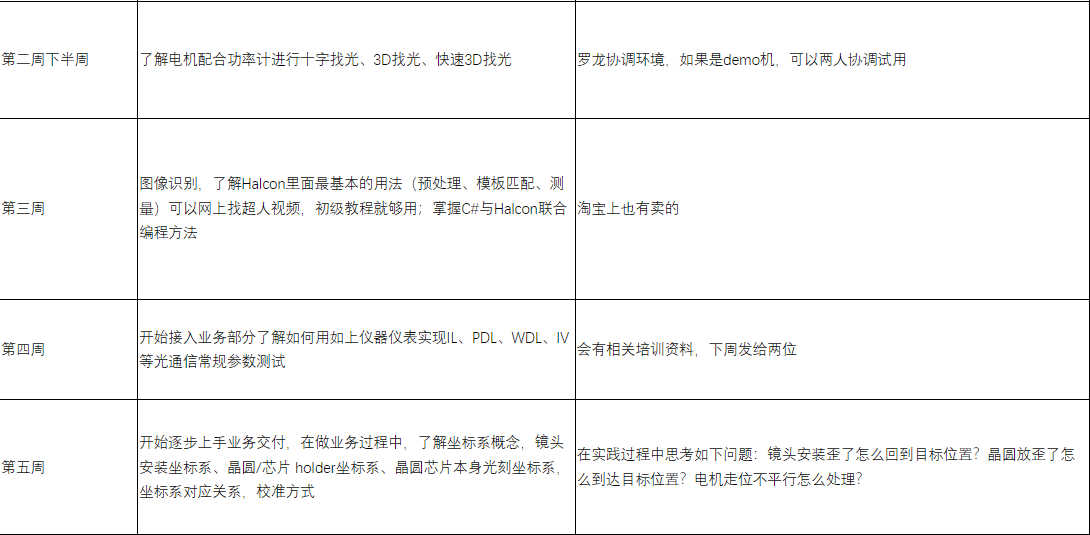 第二周下半周
了解电机配合功率计进行十字找光、3D找光、快速3D找光
罗龙协调环境，如果是demo机，可以两人协调试用
第三周
图像识别，了解Halcon里面最基本的用法（预处理、模板匹配、测
量）可以网上找超人视频，初级教程就够用；掌握C#与Halcon联合
编程方法
淘宝上也有卖的
第四周
开始接入业务部分了解如何用如上仪器仪表实现IL、PDL、WDL、IV
等光通信常规参数测试
会有相关培训资料，下周发给两位
第五周
开始逐步上手业务交付，在做业务过程中，了解坐标系概念，镜头
安装坐标系、晶圆/芯片 holder坐标系、晶圆芯片本身光刻坐标系，
坐标系对应关系，校准方式
在实践过程中思考如下问题：镜头安装歪了怎么回到目标位置？晶圆放歪了怎
么到达目标位置？电机走位不平行怎么处理？